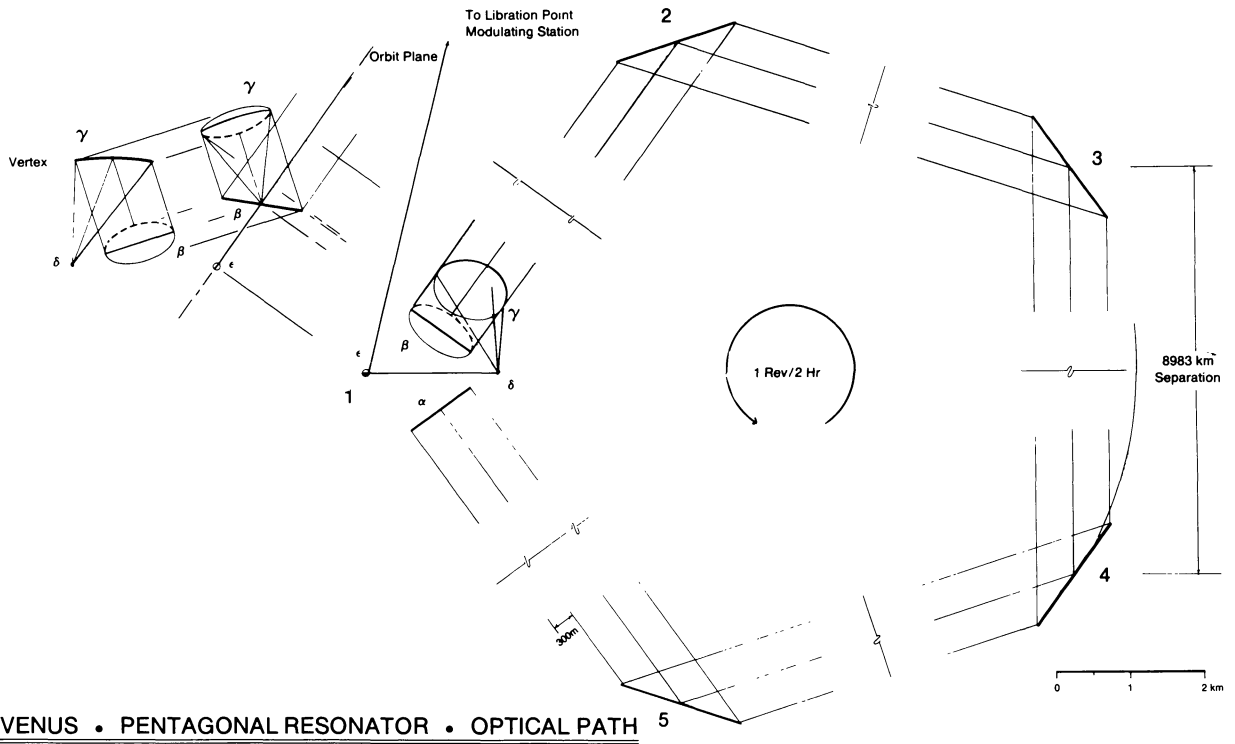 To Libration Point
Modulating Station
2
Orbit Plane
γ
γ
Vertex
3
β
δ
β
ϵ
γ
β
ϵ
1
δ
α
1 Rev/2 Hr
8983 km
Separation
4
300m
0 1 2 km
5
VENUS • PENTAGONAL RESONATOR • OPTICAL PATH